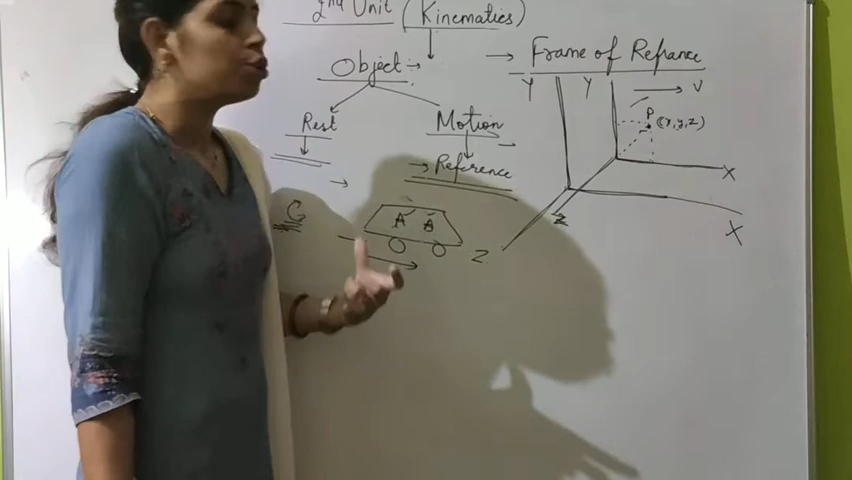 2nd Unit (Kinematics)
Object :→
Rest
Motion
→ Reference
C
A B
→ Frame of Refrance
Y Y → V
P (x,y,z)
X
X
Z
Z